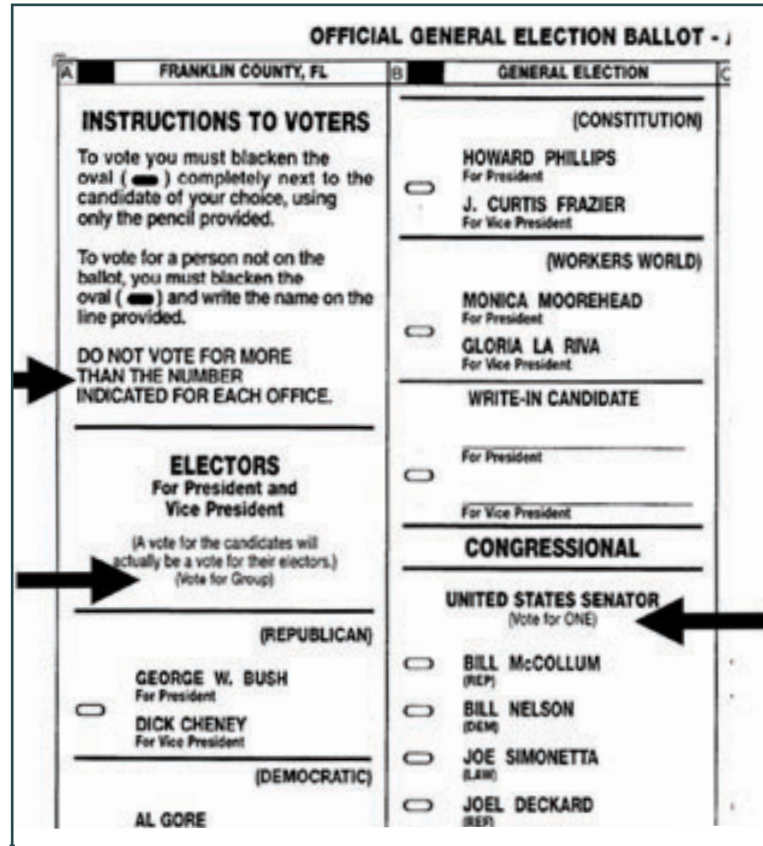 OFFICIAL GENERAL ELECTION BALLOT -
A
FRANKLIN COUNTY, FL
INSTRUCTIONS TO VOTERS
To vote you must blacken the
oval ( ) completely next to the
candidate of your choice, using
only the pencil provided.
To vote for a person not on the
ballot, you must blacken the
oval ( ) and write the name on the
line provided.
DO NOT VOTE FOR MORE
THAN THE NUMBER
INDICATED FOR EACH OFFICE.
ELECTORS
For President and
Vice President
(A vote for the candidates will
actually be a vote for their electors.)
(Vote for Group)
(REPUBLICAN)
GEORGE W. BUSH
For President
DICK CHENEY
For Vice President
(DEMOCRATIC)
AL GORE
B
GENERAL ELECTION
(CONSTITUTION)
HOWARD PHILLIPS
For President
J. CURTIS FRAZIER
For Vice President
(WORKERS WORLD)
MONICA MOOREHEAD
For President
GLORIA LA RIVA
For Vice President
WRITE-IN CANDIDATE
For President
For Vice President
CONGRESSIONAL
UNITED STATES SENATOR
(Vote for ONE)
BILL McCOLLUM
(REP)
BILL NELSON
(DEM)
JOE SIMONETTA
(LAW)
JOEL DECKARD
(REF)
C